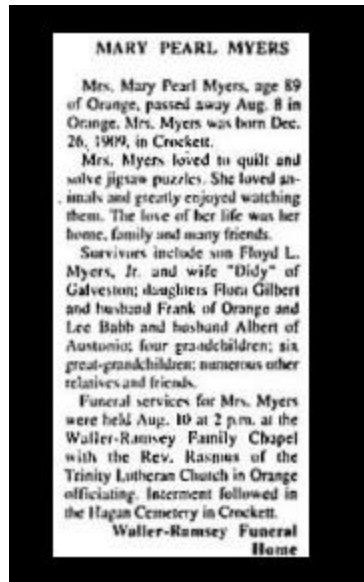 MARY PEARL MYERS
Mrs. Mary Pearl Myers, age 89
of Orange, passed away Aug. 8 in
Orange. Mrs. Myers was born Dec.
26, 1909, in Crockett.
Mrs. Myers loved to quilt and
solve jigsaw puzzles. She loved an-
imals and greatly enjoyed watching
them. The love of her life was her
home, family and many friends.
Survivors include son Floyd L.
Myers, Jr. and wife "Didy" of
Galveston; daughters Flora Gilbert
and husband Frank of Orange and
Lee Babb and husband Albert of
Austonio; four grandchildren; six
great-grandchildren; numerous other
relatives and friends.
Funeral services for Mrs. Myers
were held Aug. 10 at 2 p.m. at the
Waller-Ramsey Family Chapel
with the Rev. Rasmus of the
Trinity Lutheran Church in Orange
officiating. Interment followed in
the Hagan Cemetery in Crockett.
Waller-Ramsey Funeral
Home